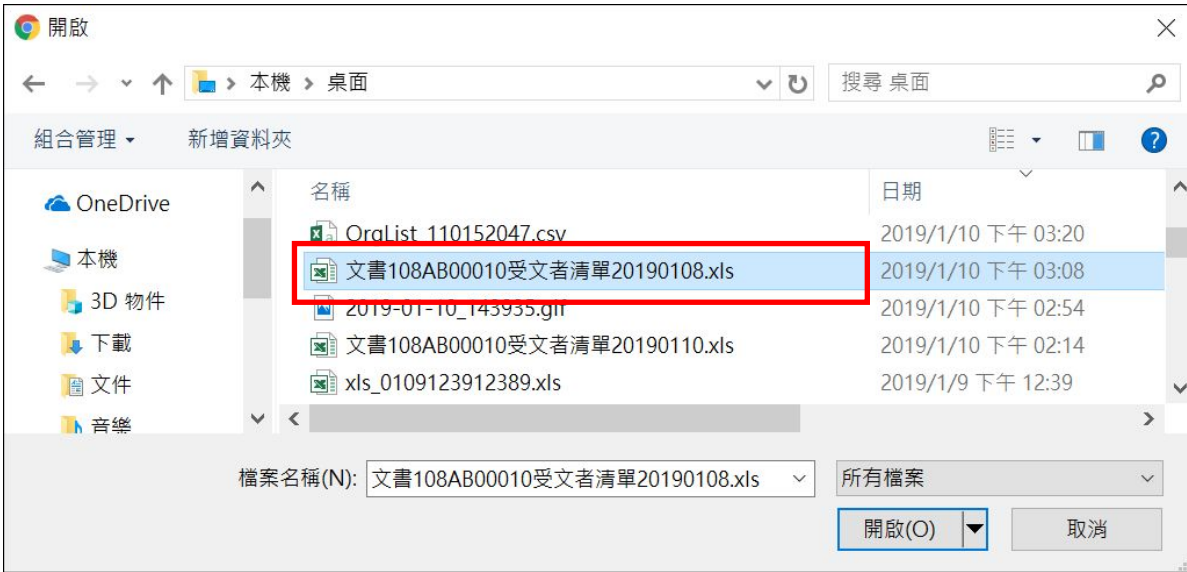 開啟
本機 > 桌面
搜尋 桌面
組合管理
新增資料夾
名稱
日期
OneDrive
本機
3D 物件
下載
文件
音樂
OrgList_110152047.csv 2019/1/10 下午 03:20
文書108AB00010受文者清單20190108.xls 2019/1/10 下午 03:08
2019-01-10_143935.gif 2019/1/10 下午 02:54
文書108AB00010受文者清單20190110.xls 2019/1/10 下午 02:14
xls_0109123912389.xls 2019/1/9 下午 12:39
檔案名稱(N): 文書108AB00010受文者清單20190108.xls
所有檔案
開啟(O)
取消